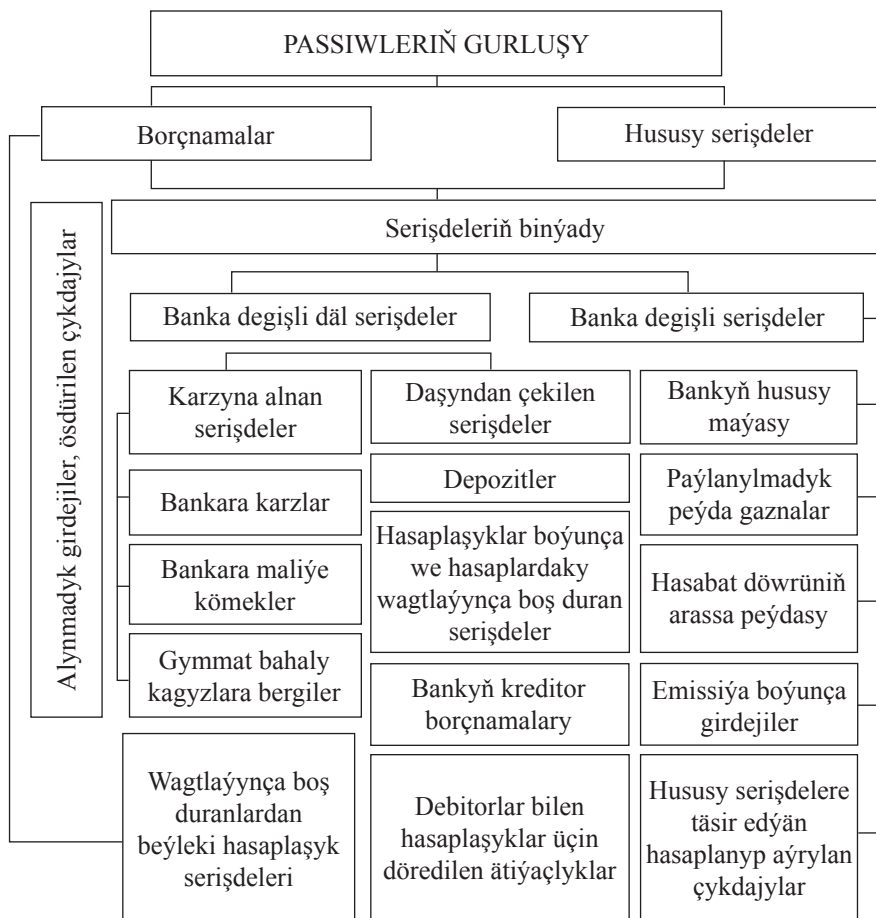 PASSIWLERIŇ GURLUŞY
Borçnamalar
Hususy serişdeler
Alynmadyk girdejiler, ösdürilen çykdajylar
Serişdeleriň binýady
Banka degişli däl serişdeler
Banka degişli serişdeler
Karzyna alnan
serişdeler
Daşyndan çekilen
serişdeler
Bankyň hususy
maýasy
Bankara karzlar
Depozitler
Paýlanylmadyk
peýda gaznalar
Bankara maliýe
kömekler
Hasaplaşyklar boýunça
we hasaplardaky
wagtlaýynça boş duran
serişdeler
Hasabat döwrüniň
arassa peýdasy
Gymmat bahaly
kagyzlara bergiler
Bankyň kreditor
borçnamalary
Emissiýa boýunça
girdejiler
Wagtlaýynça boş
duranlardan
beýleki hasaplaşyk
serişdeleri
Debitorlar bilen
hasaplaşyklar üçin
döredilen ätiýaçlyklar
Hususy serişdelere
täsir edýän
hasaplanyp aýrylan
çykdajylar